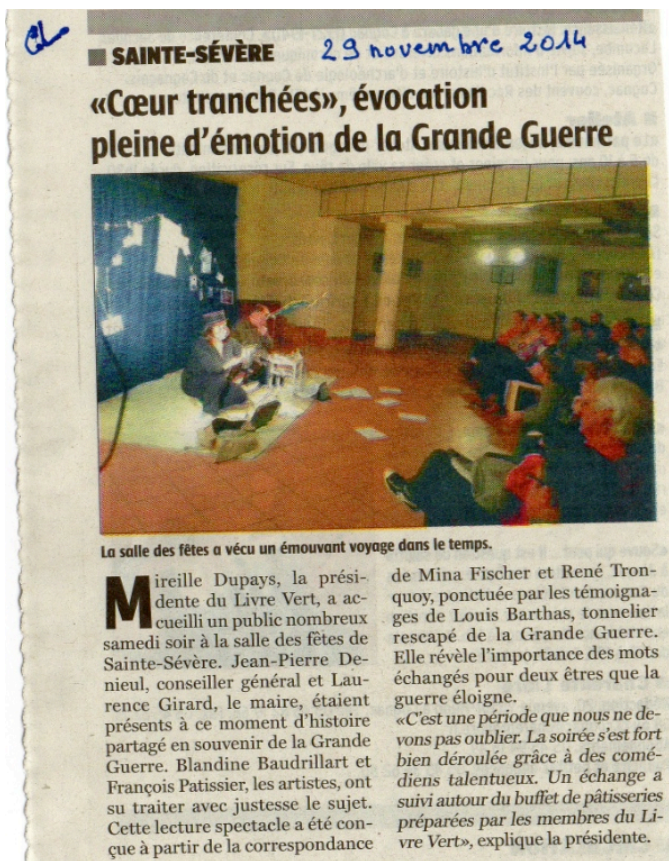 CL
SAINTE-SÉVÈRE 29 novembre 2014
«Cœur tranchées», évocation
pleine d'émotion de la Grande Guerre
La salle des fêtes a vécu un émouvant voyage dans le temps.
Mireille Dupays, la prési-
dente du Livre Vert, a ac-
cueilli un public nombreux
samedi soir à la salle des fêtes de
Sainte-Sévère. Jean-Pierre De-
nieul, conseiller général et Lau-
rence Girard, le maire, étaient
présents à ce moment d'histoire
partagé en souvenir de la Grande
Guerre. Blandine Baudrillart et
François Patissier, les artistes, ont
su traiter avec justesse le sujet.
Cette lecture spectacle a été con-
çue à partir de la correspondance
de Mina Fischer et René Tron-
quoy, ponctuée par les témoigna-
ges de Louis Barthas, tonnelier
rescapé de la Grande Guerre.
Elle révèle l'importance des mots
échangés pour deux êtres que la
guerre éloigne.
«C'est une période que nous ne de-
vons pas oublier. La soirée s'est fort
bien déroulée grâce à des comé-
diens talentueux. Un échange a
suivi autour du buffet de pâtisseries
préparées par les membres du Li-
vre Vert», explique la présidente.